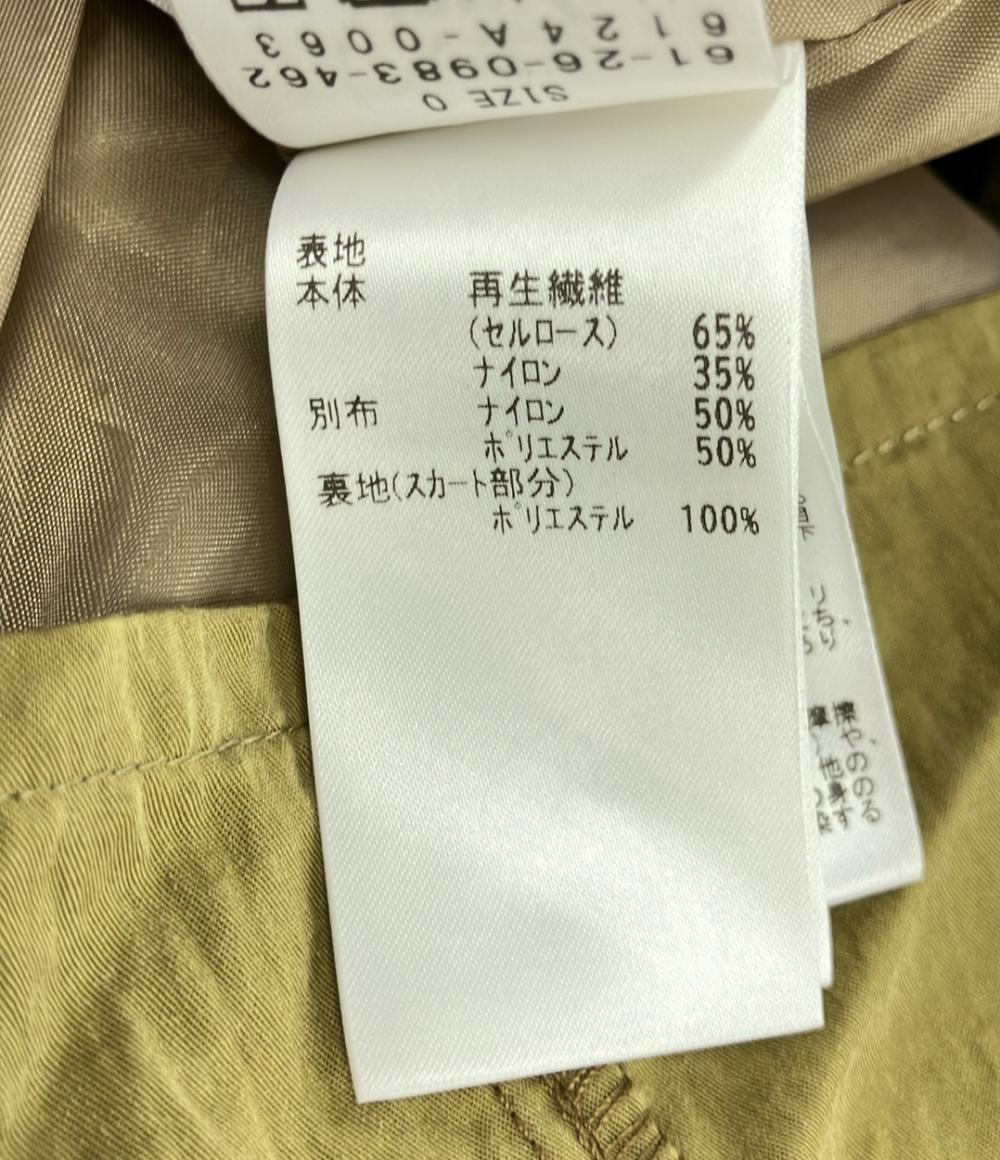 SIZE 0
61-26-0983-462
6124A-0063
表地
本体 再生繊維
(セルロース) 65%
ナイロン 35%
別布 ナイロン 50%
ポリエステル 50%
裏地(スカート部分)
ポリエステル 100%